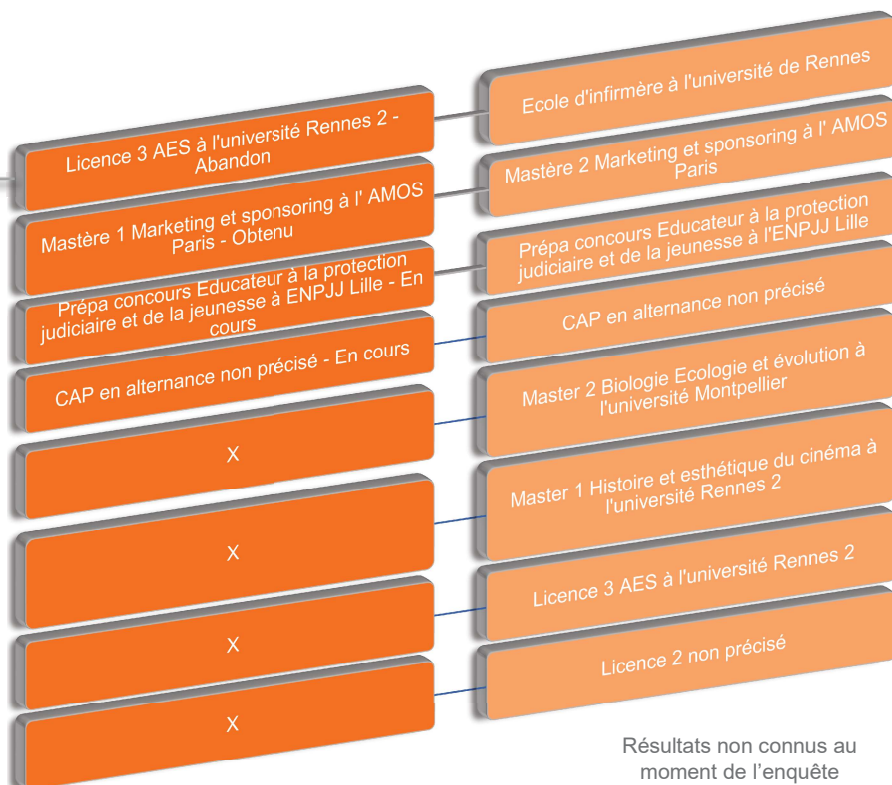 Licence 3 AES à l'université Rennes 2 -
Abandon
Ecole d'infirmère à l'université de Rennes
Mastère 1 Marketing et sponsoring à l' AMOS
Paris - Obtenu
Mastère 2 Marketing et sponsoring à l' AMOS
Paris
Prépa concours Educateur à la protection
judiciaire et de la jeunesse à ENPJJ Lille - En
cours
Prépa concours Educateur à la protection
judiciaire et de la jeunesse à l'ENPJJ Lille
CAP en alternance non précisé - En cours
CAP en alternance non précisé
X
Master 2 Biologie Ecologie et évolution à
l'université Montpellier
X
Master 1 Histoire et esthétique du cinéma à
l'université Rennes 2
X
Licence 3 AES à l'université Rennes 2
X
Licence 2 non précisé
Résultats non connus au
moment de l'enquête